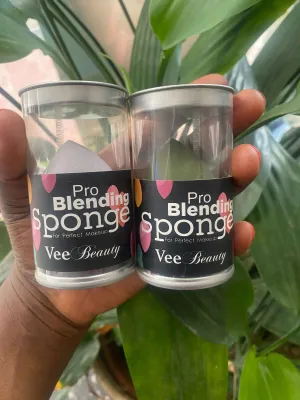 Pro
Blending
Sponge
For Perfect Makeup
Vee Beauty
Pro
Blending
Sponge
For Perfect Makeup
Vee Beauty